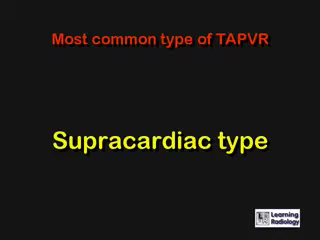 Most common type of TAPVR
Supracardiac type
Learning
Radiology